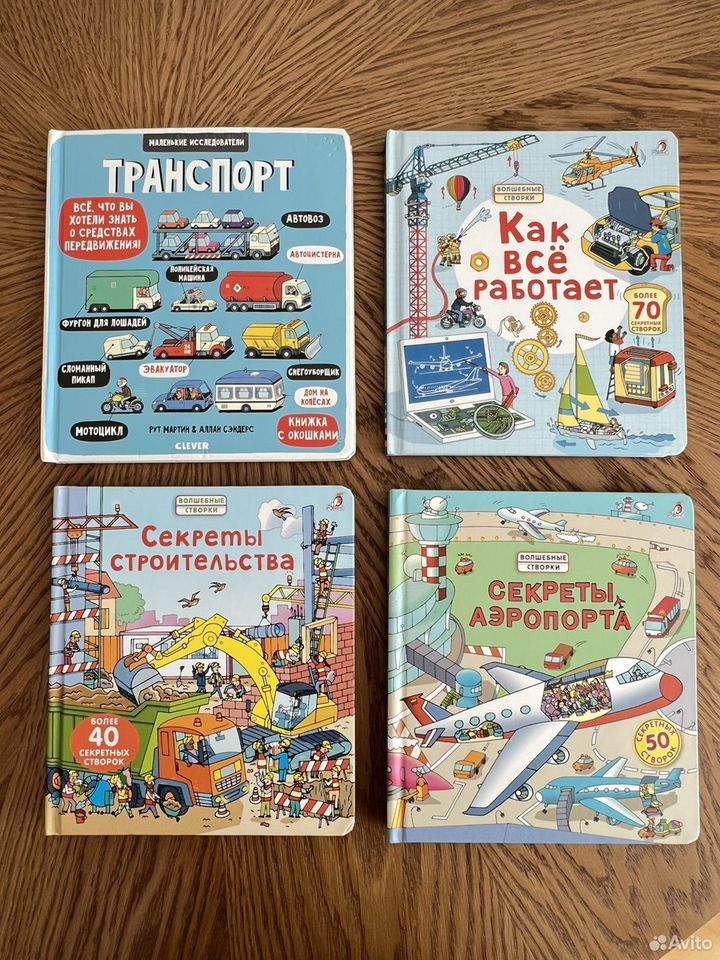 МАЛЕНЬКИЕ ИССЛЕДОВАТЕЛИ
ТРАНСПОРТ
ВСЁ, ЧТО ВЫ
ХОТЕЛИ ЗНАТЬ
О СРЕДСТВАХ
ПЕРЕДВИЖЕНИЯ!
АВТОВОЗ
АВТОЦИСТЕРНА
ПОЛИЦЕЙСКАЯ
МАШИНА
ФУРГОН ДЛЯ ЛОШАДЕЙ
СЛОМАННЫЙ
ПИКАП
ЭВАКУАТОР
СНЕГОУБОРЩИК
ДОМ НА
КОЛЁСАХ
МОТОЦИКЛ
РУТ МАРТИН & АЛЛАН СЭНДЕРС
КНИЖКА
С ОКОШКАМИ
CLEVER
ВОЛШЕБНЫЕ
СТВОРКИ
Как
всё
работает
БОЛЕЕ
70
СЕКРЕТНЫХ
СТВОРОК
ВОЛШЕБНЫЕ
СТВОРКИ
Секреты
строительства
БОЛЕЕ
40
СЕКРЕТНЫХ
СТВОРОК
ВОЛШЕБНЫЕ
СТВОРКИ
СЕКРЕТЫ
АЭРОПОРТА
СЕКРЕТНЫХ
50
СТВОРОК
Avito